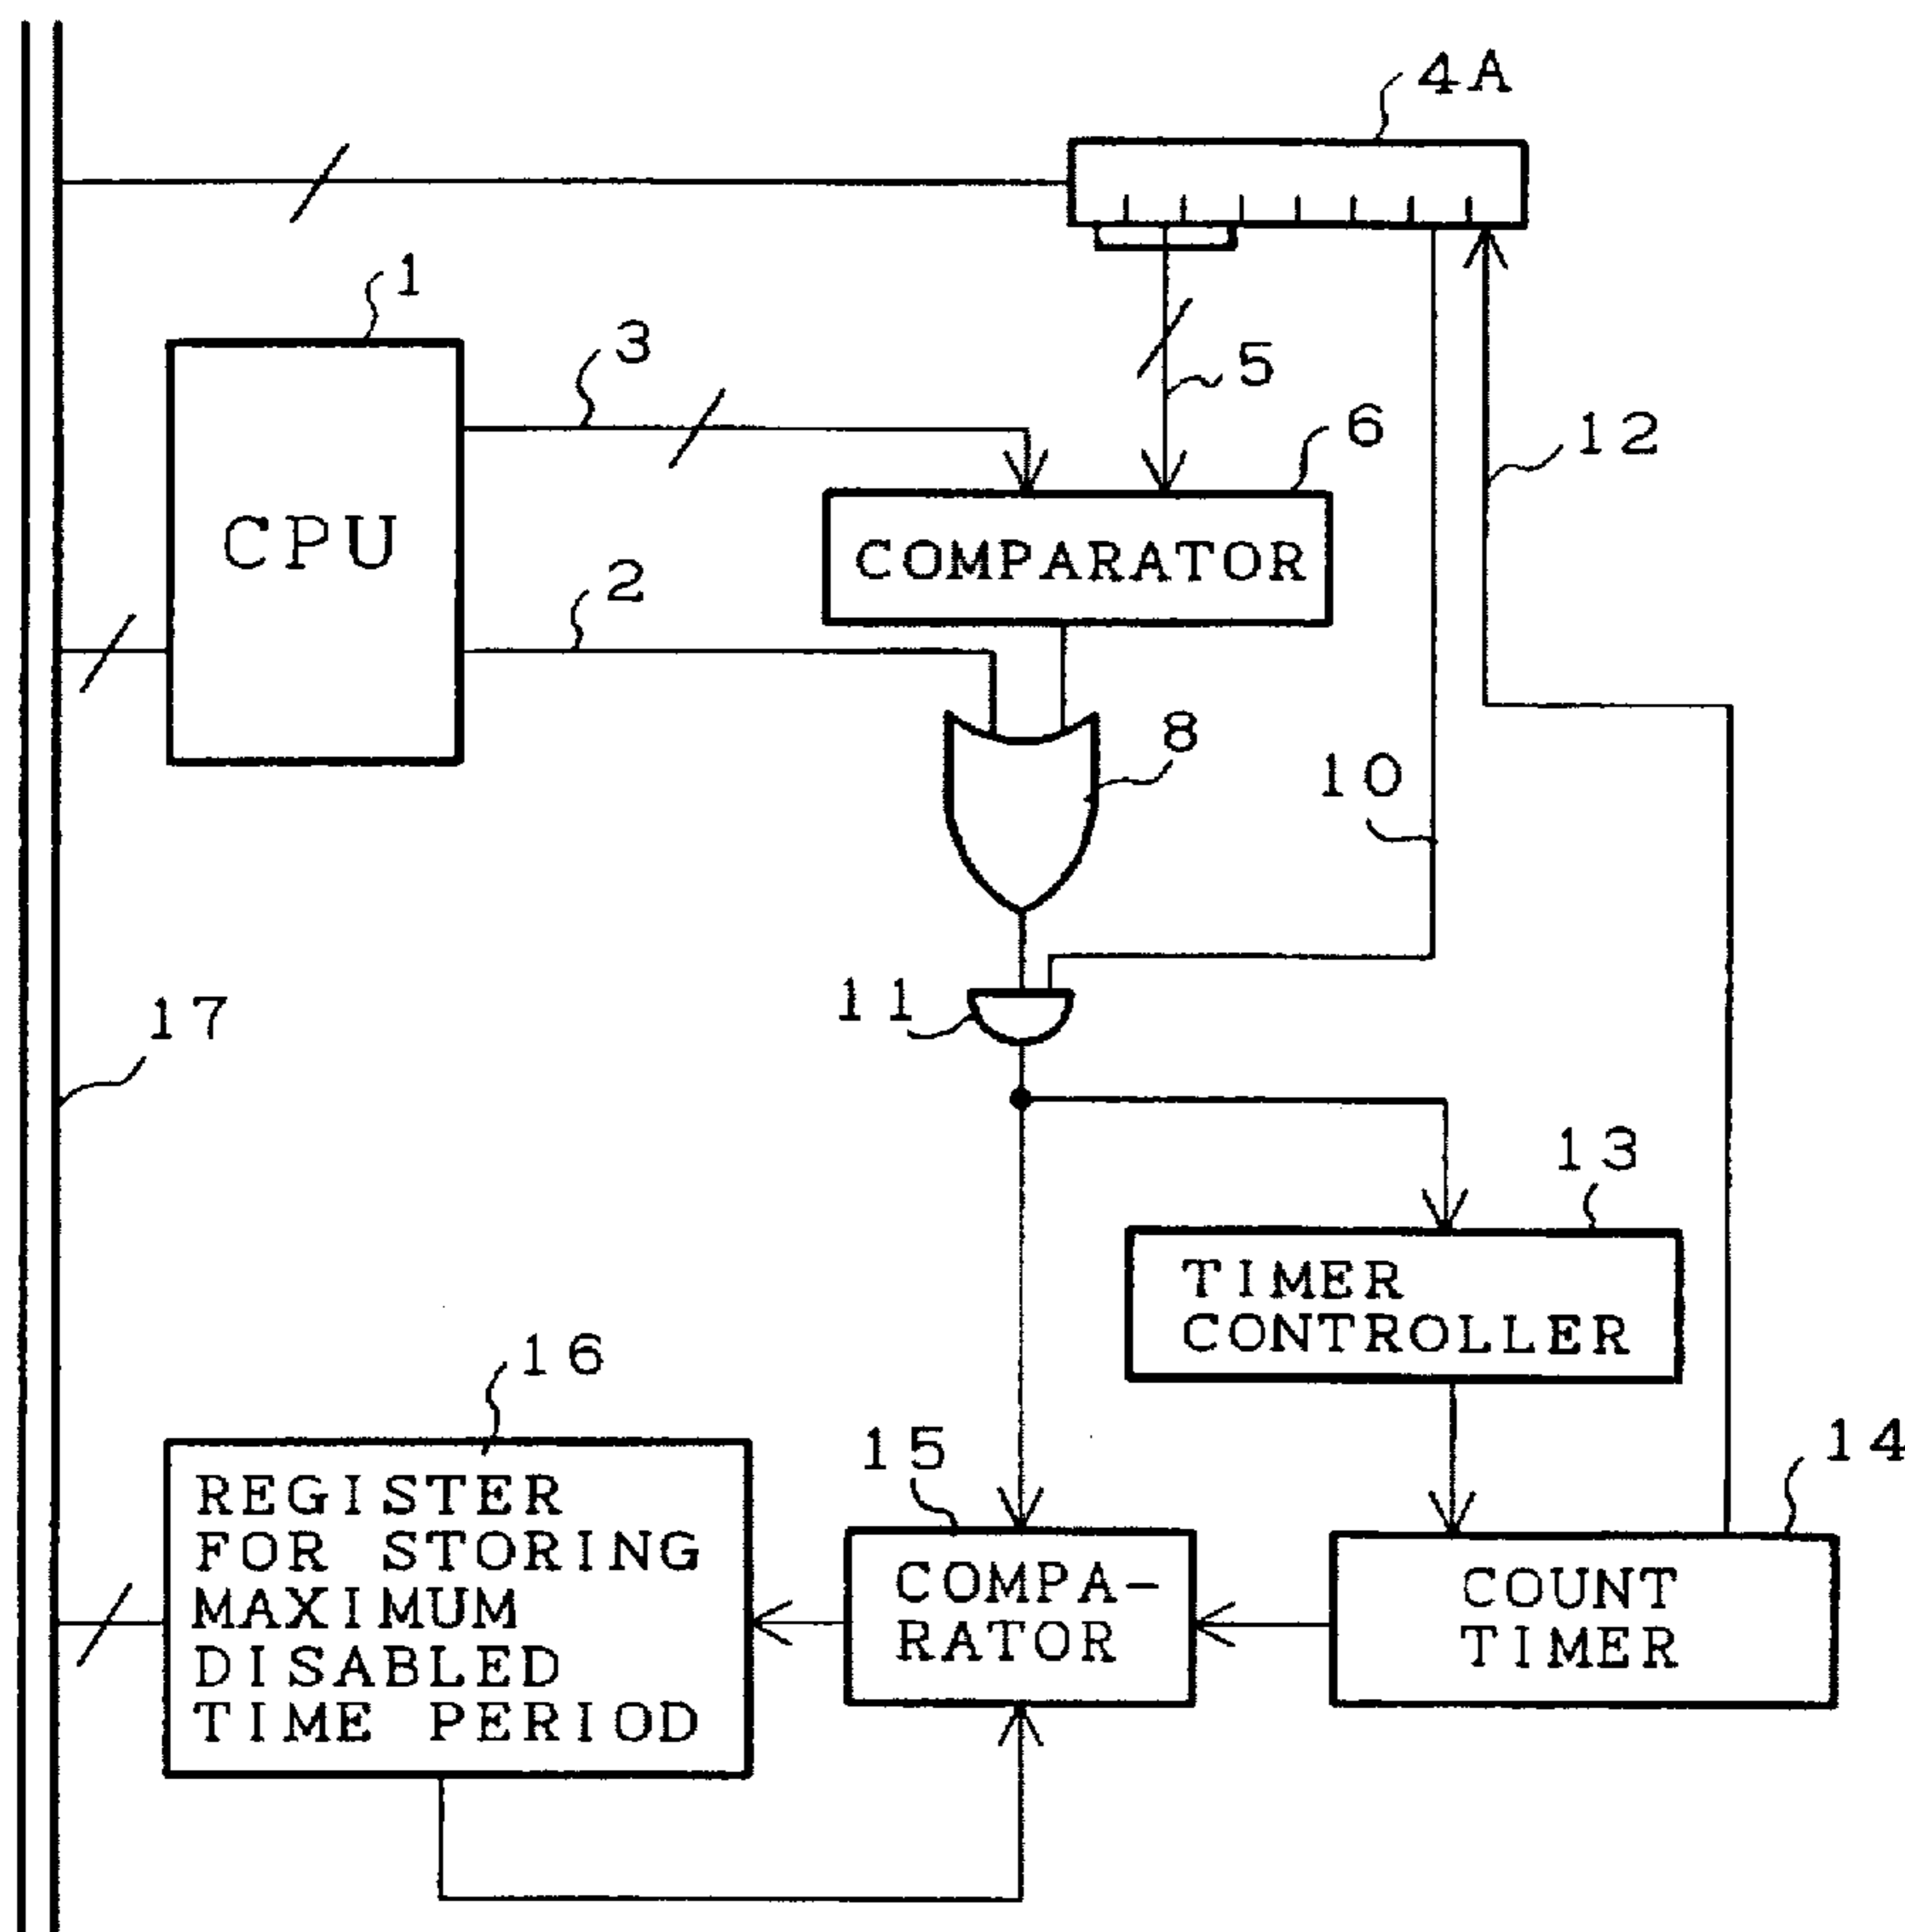 4A
1
3
5
6
12
CPU
COMPARATOR
2
8
10
11
17
13
TIMER
CONTROLLER
16
15
14
REGISTER
FOR STORING
MAXIMUM
DISABLED
TIME PERIOD
COMPA-
RATOR
COUNT
TIMER